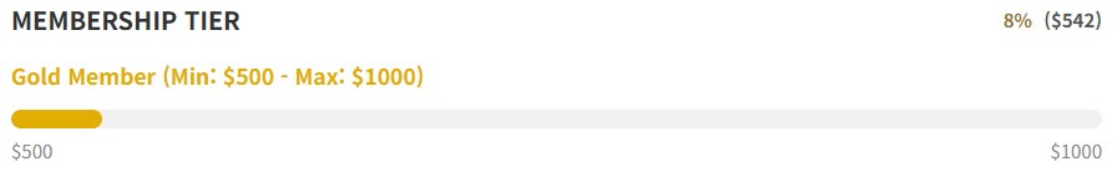 MEMBERSHIP TIER 8% ($542)
Gold Member (Min: $500 - Max: $1000)
$500 $1000